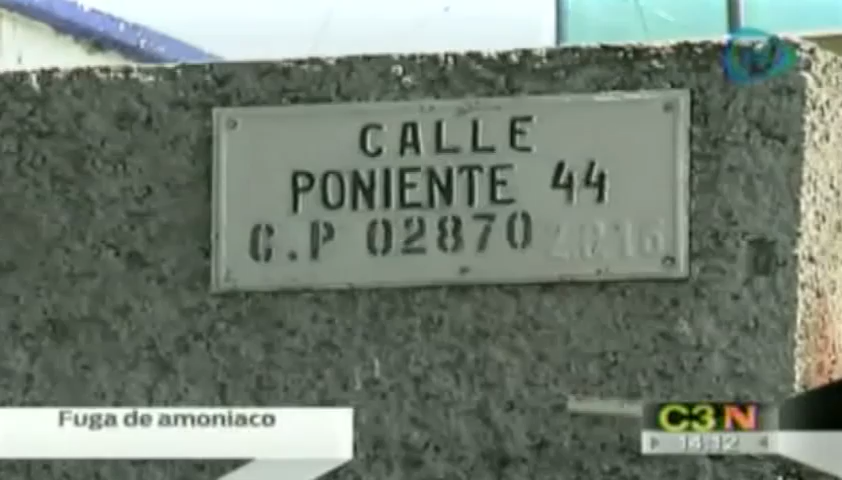 CALLE
PONIENTE 44
C.P 02870
Fuga de amoniaco
C3N
14:12